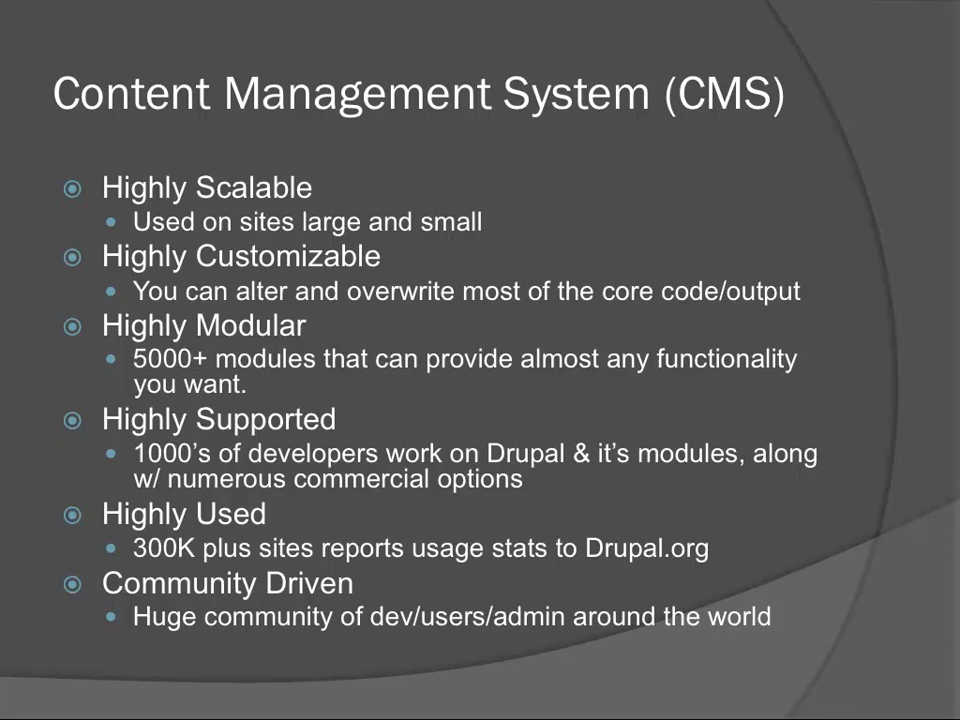 Content Management System (CMS)
Highly Scalable
Used on sites large and small
Highly Customizable
You can alter and overwrite most of the core code/output
Highly Modular
5000+ modules that can provide almost any functionality
you want.
Highly Supported
1000’s of developers work on Drupal & it’s modules, along
w/ numerous commercial options
Highly Used
300K plus sites reports usage stats to Drupal.org
Community Driven
Huge community of dev/users/admin around the world